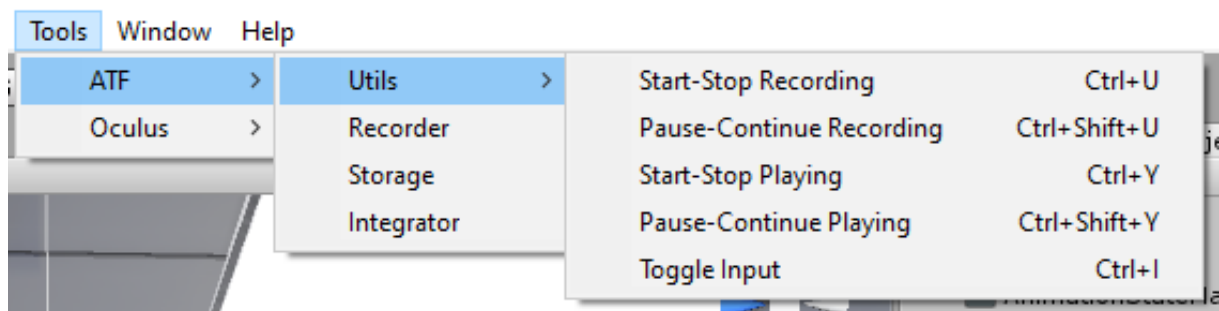 Tools Window Help
ATF > Utils > Start-Stop Recording Ctrl+U
Oculus > Recorder Pause-Continue Recording Ctrl+Shift+U
Storage Start-Stop Playing Ctrl+Y
Integrator Pause-Continue Playing Ctrl+Shift+Y
Toggle Input Ctrl+I